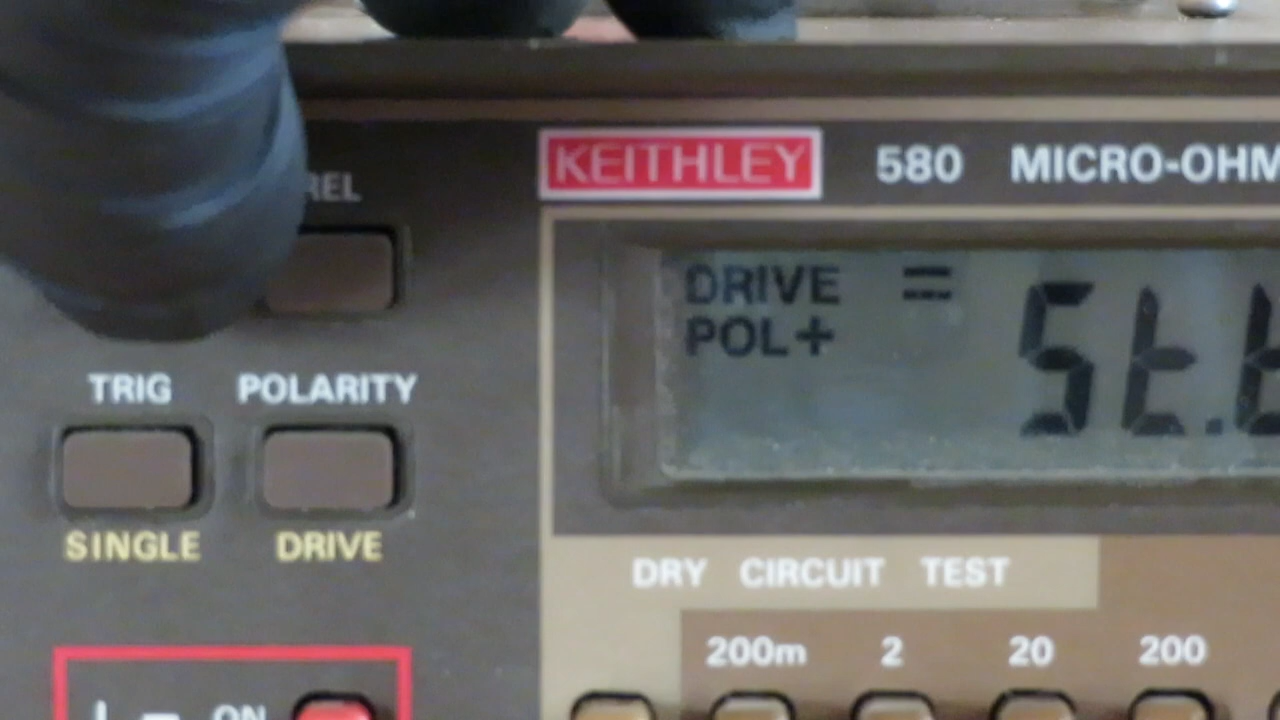 REL
KEITHLEY 580 MICRO-OHM
DRIVE =
POL+
5t.
TRIG POLARITY
SINGLE DRIVE
DRY CIRCUIT TEST
200m 2 20 200
ON